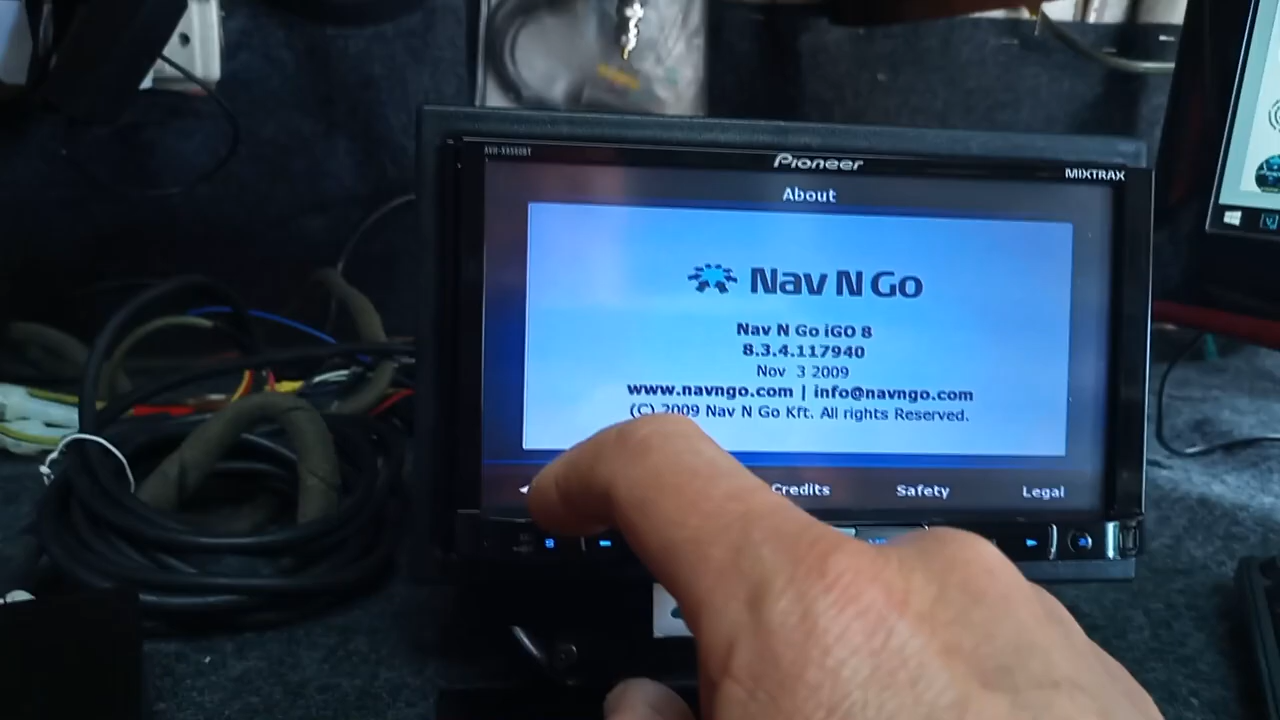 Pioneer
MIXTRAX
About
Nav N Go
Nav N Go iGO 8
8.3.4.117940
Nov 3 2009
www.navngo.com | info@navngo.com
(C) 2009 Nav N Go Kft. All rights Reserved.
Credits
Safety
Legal